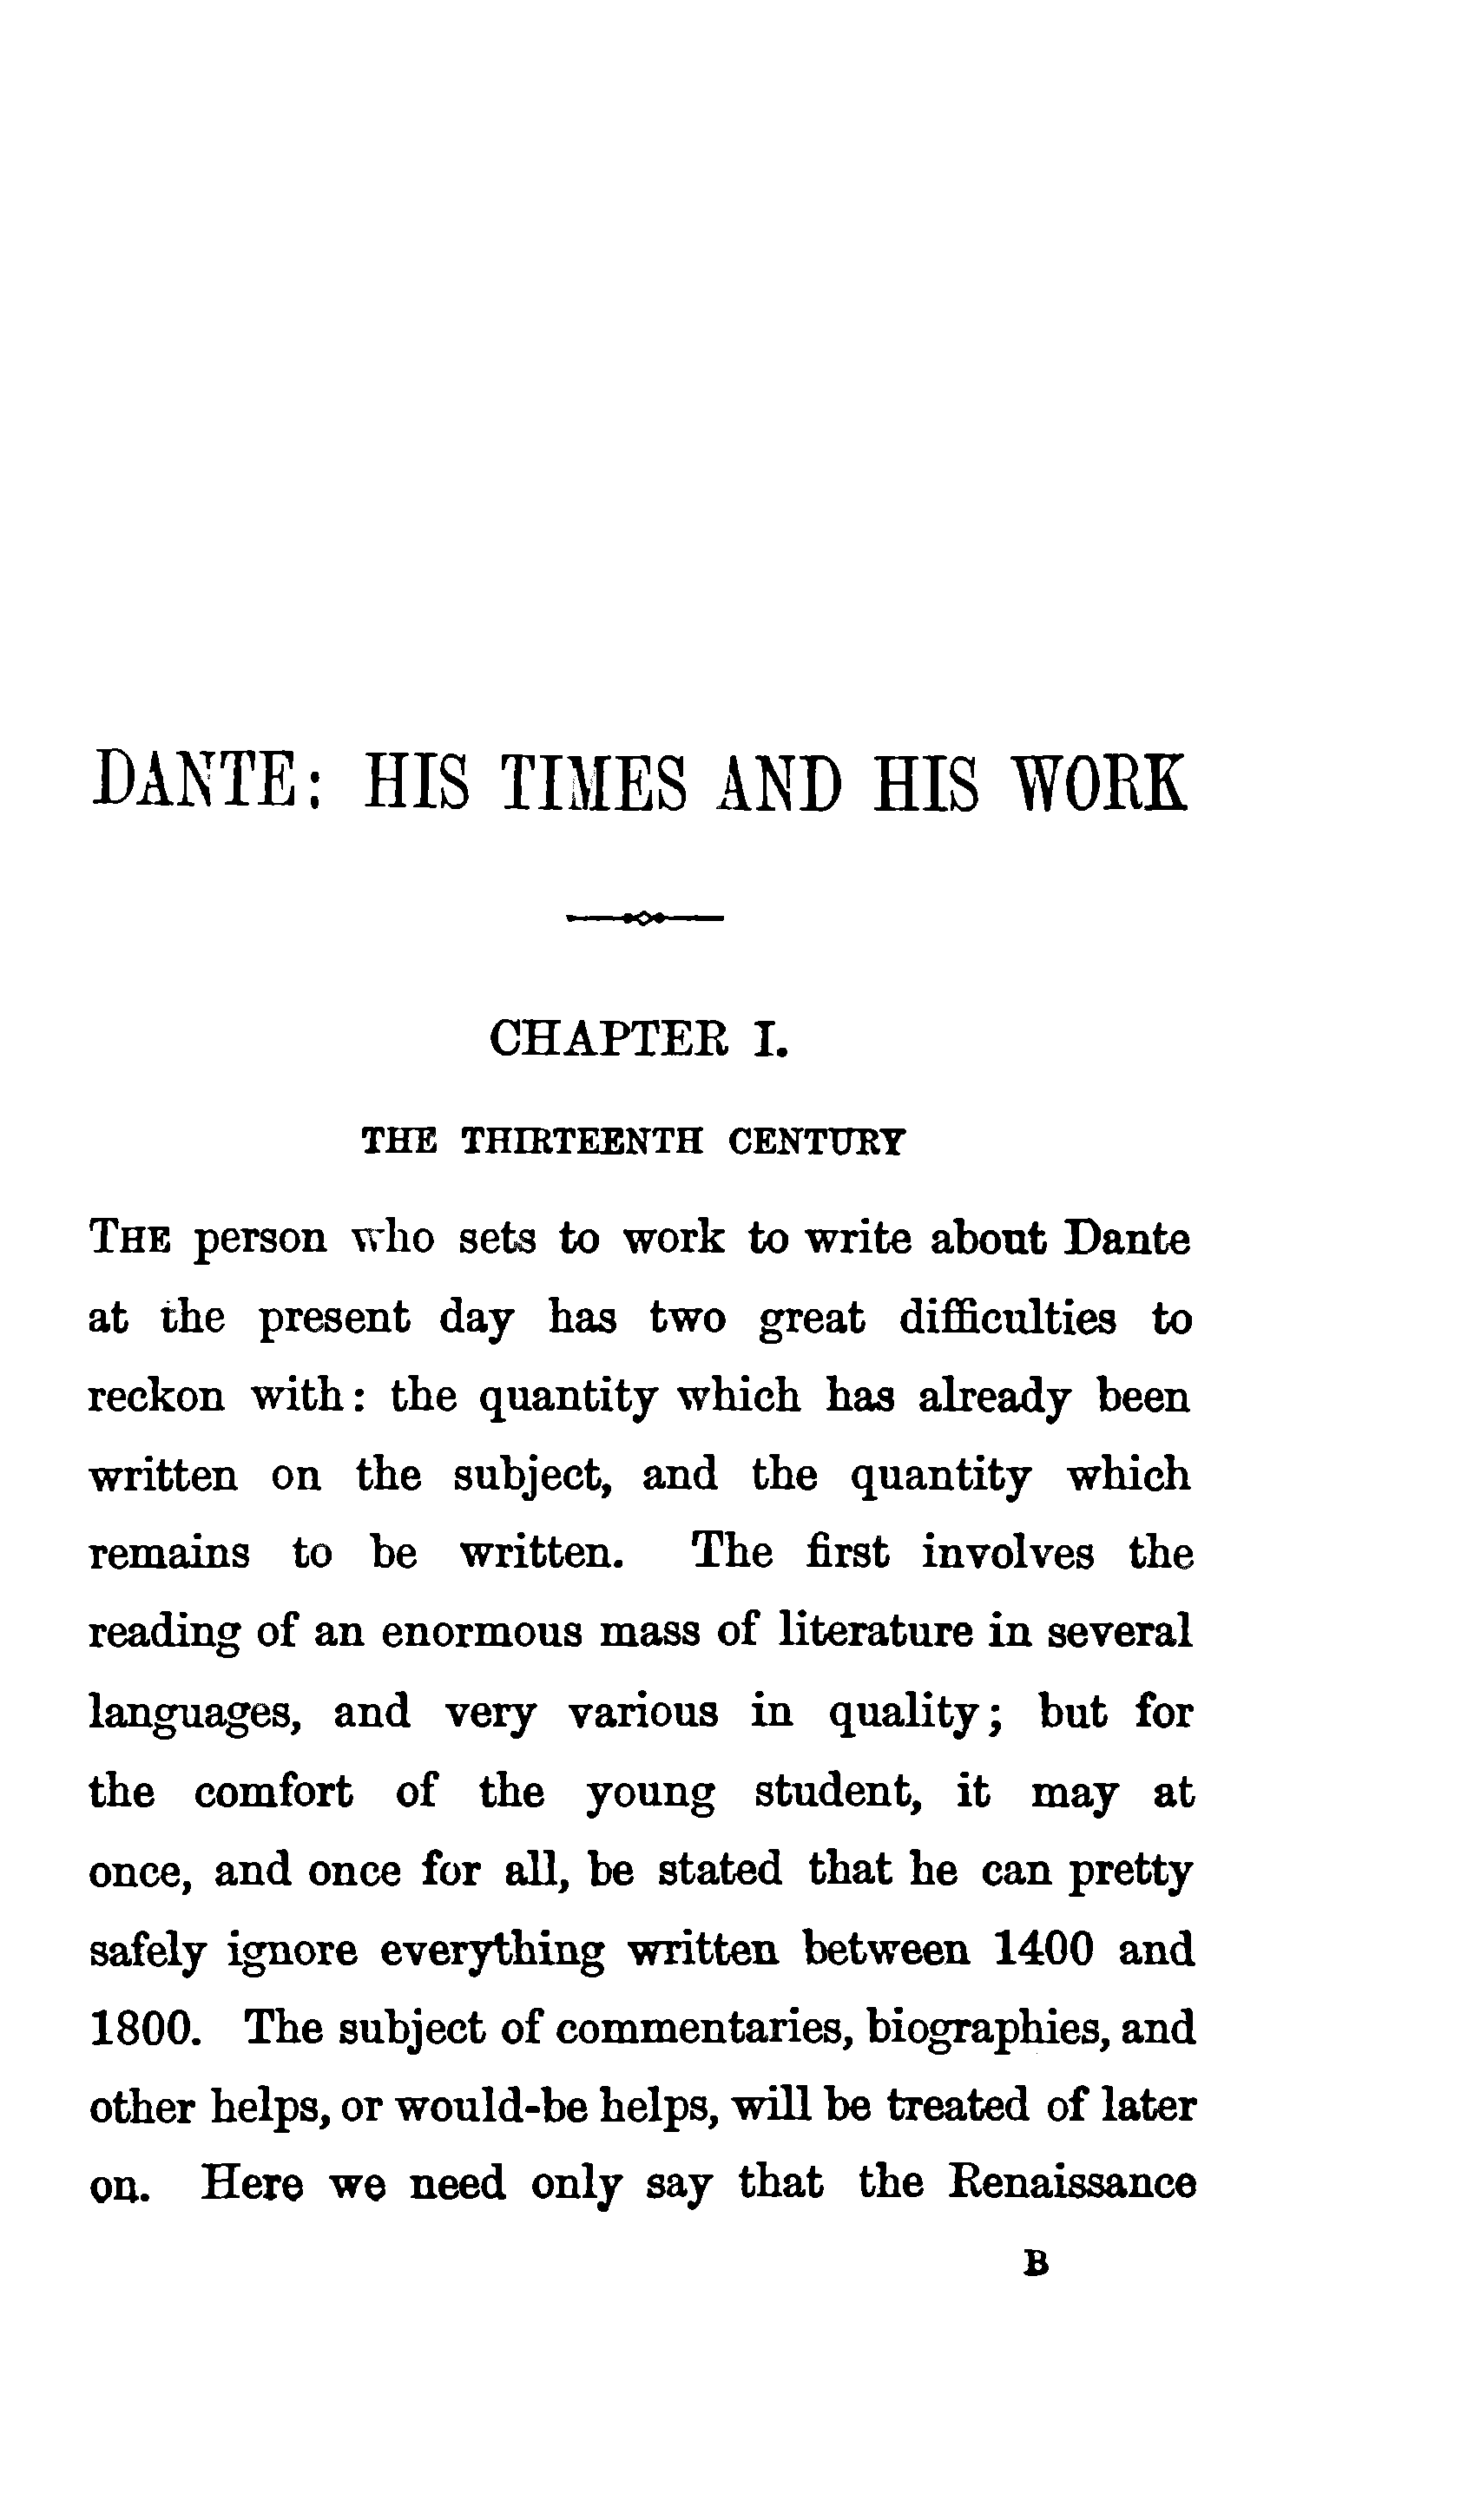 DANTE: HIS TIMES AND HIS WORK
CHAPTER I.
THE THIRTEENTH CENTURY
THE person who sets to work to write about Dante
at the present day has two great difficulties to
reckon with: the quantity which has already been
written on the subject, and the quantity which
remains to be written. The first involves the
reading of an enormous mass of literature in several
languages, and very various in quality; but for
the comfort of the young student, it may at
once, and once for all, be stated that he can pretty
safely ignore everything written between 1400 and
1800. The subject of commentaries, biographies, and
other helps, or would-be helps, will be treated of later
on. Here we need only say that the Renaissance
B